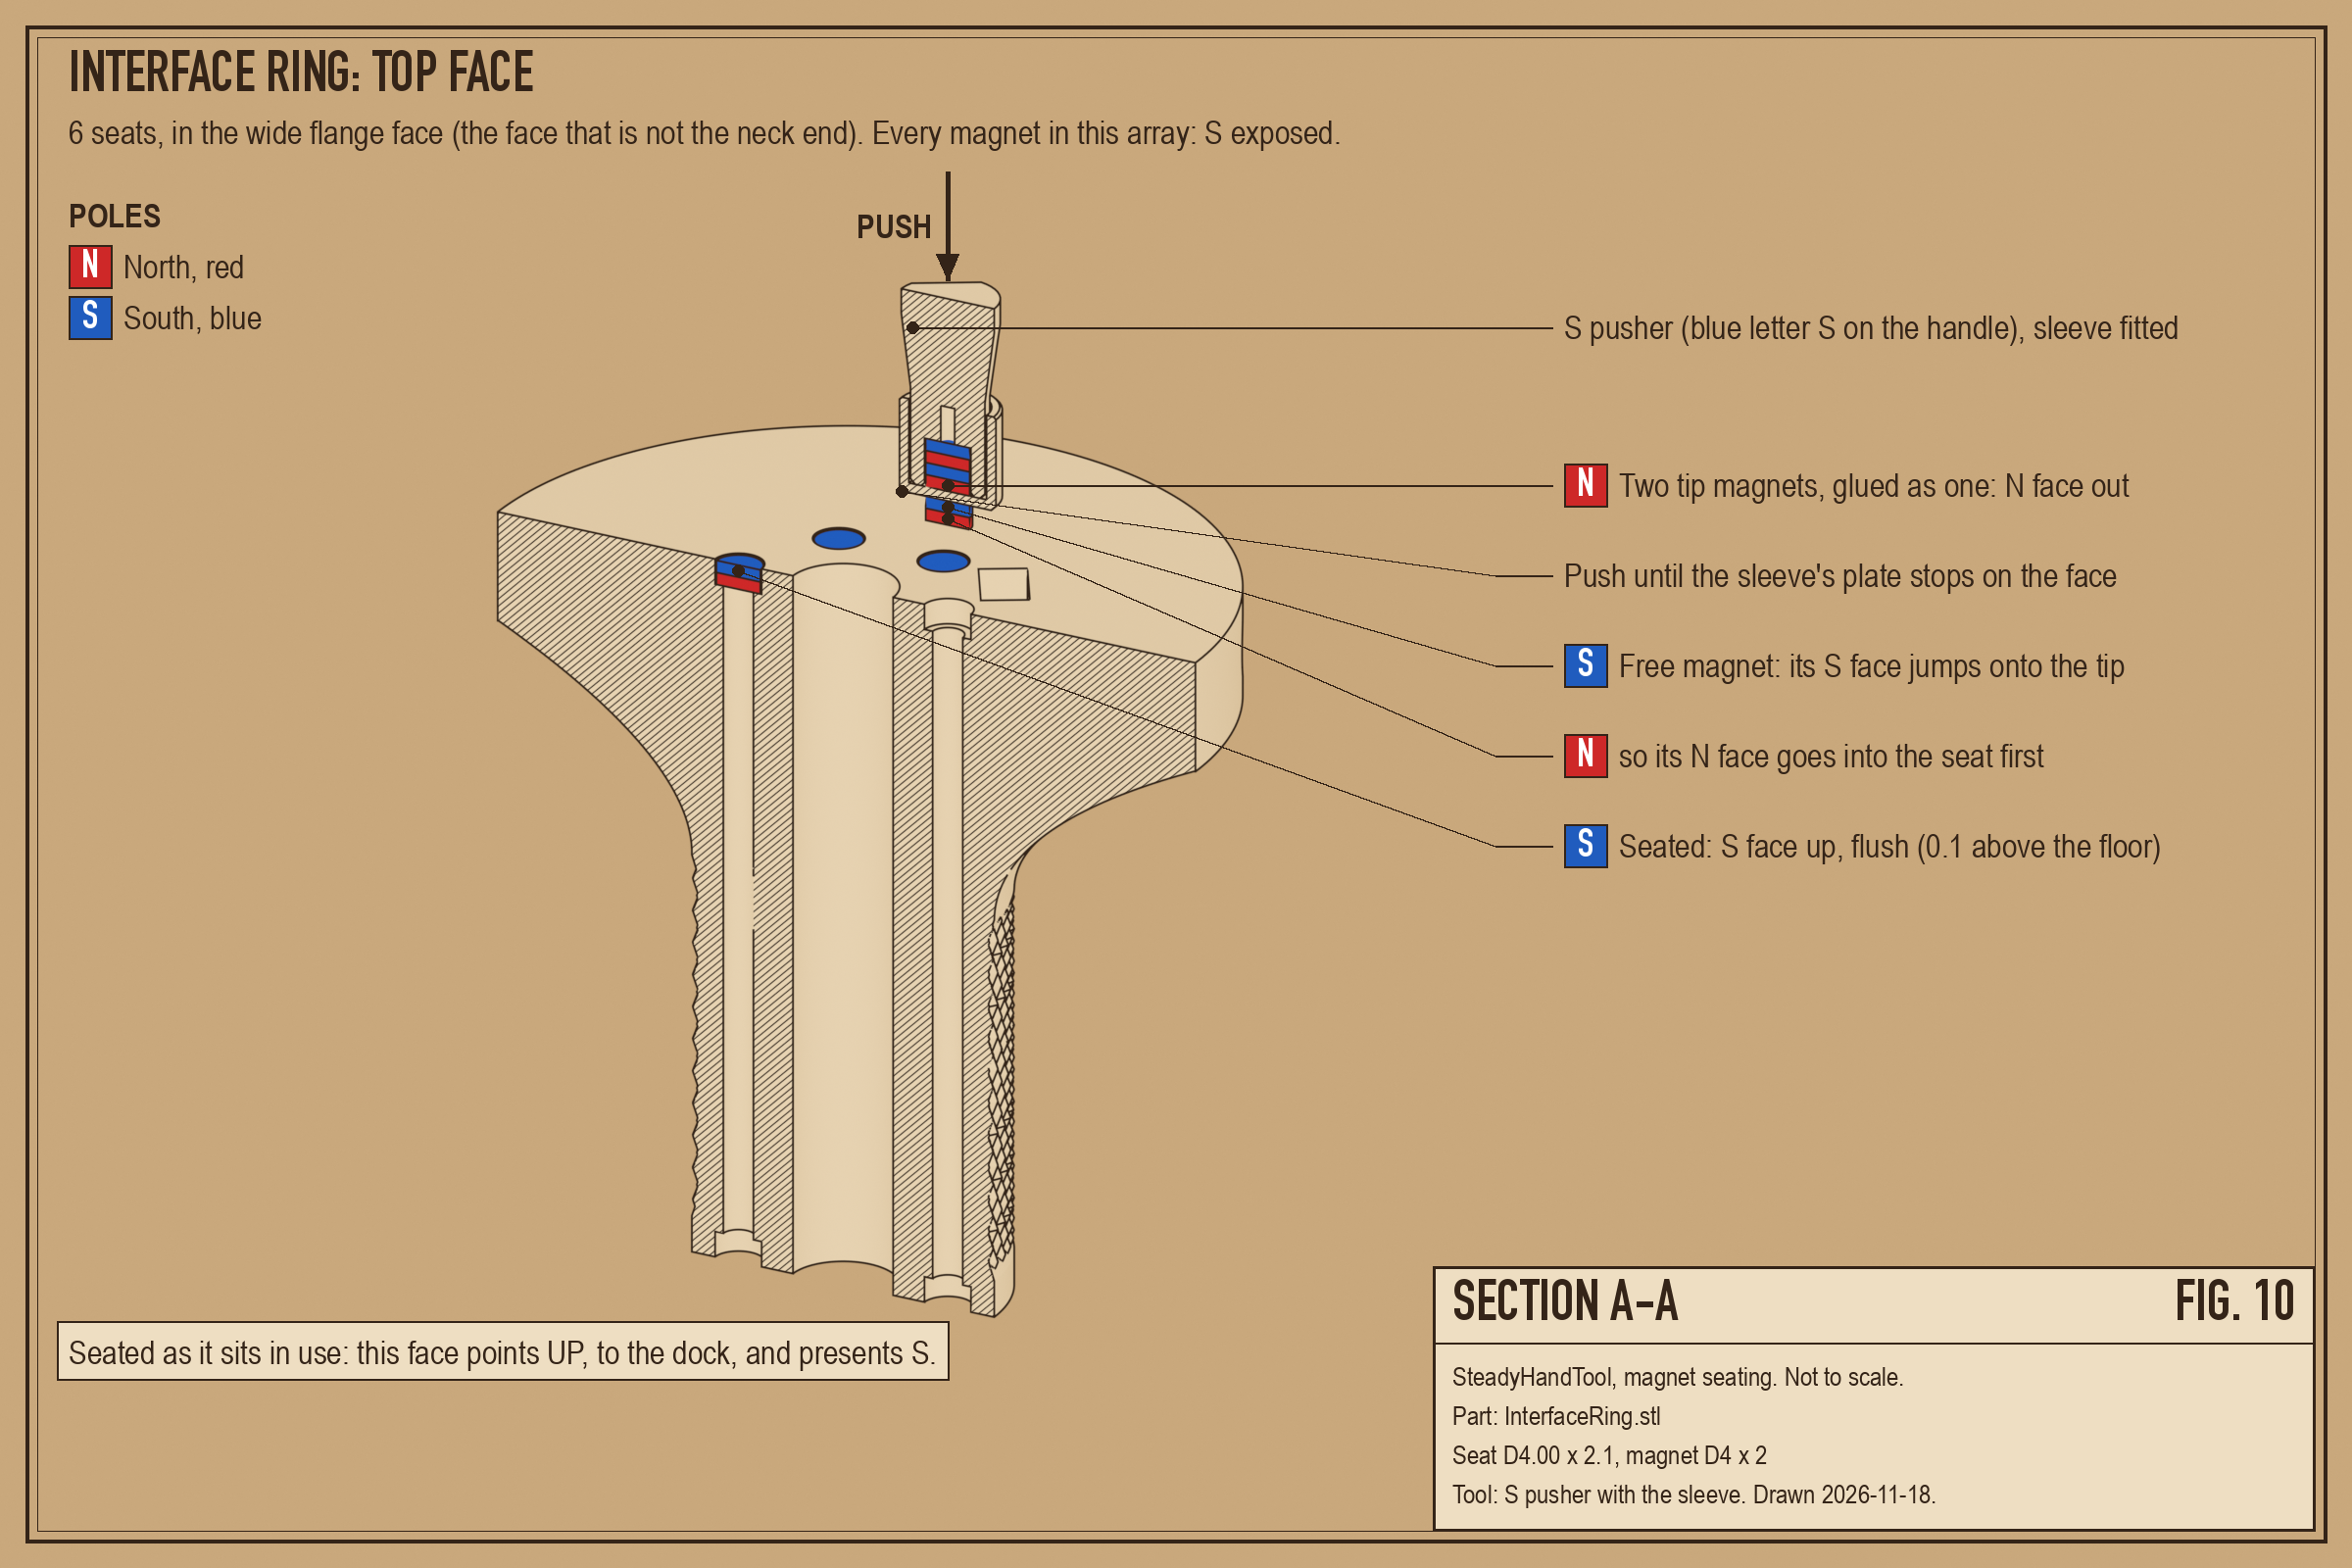 INTERFACE RING: TOP FACE
6 seats, in the wide flange face (the face that is not the neck end). Every magnet in this array: S exposed.
POLES
N North, red
S South, blue
PUSH
S pusher (blue letter S on the handle), sleeve fitted
N Two tip magnets, glued as one: N face out
Push until the sleeve's plate stops on the face
S Free magnet: its S face jumps onto the tip
N so its N face goes into the seat first
S Seated: S face up, flush (0.1 above the floor)
Seated as it sits in use: this face points UP, to the dock, and presents S.
SECTION A-A FIG. 10
SteadyHandTool, magnet seating. Not to scale.
Part: InterfaceRing.stl
Seat D4.00 x 2.1, magnet D4 x 2
Tool: S pusher with the sleeve. Drawn 2026-11-18.